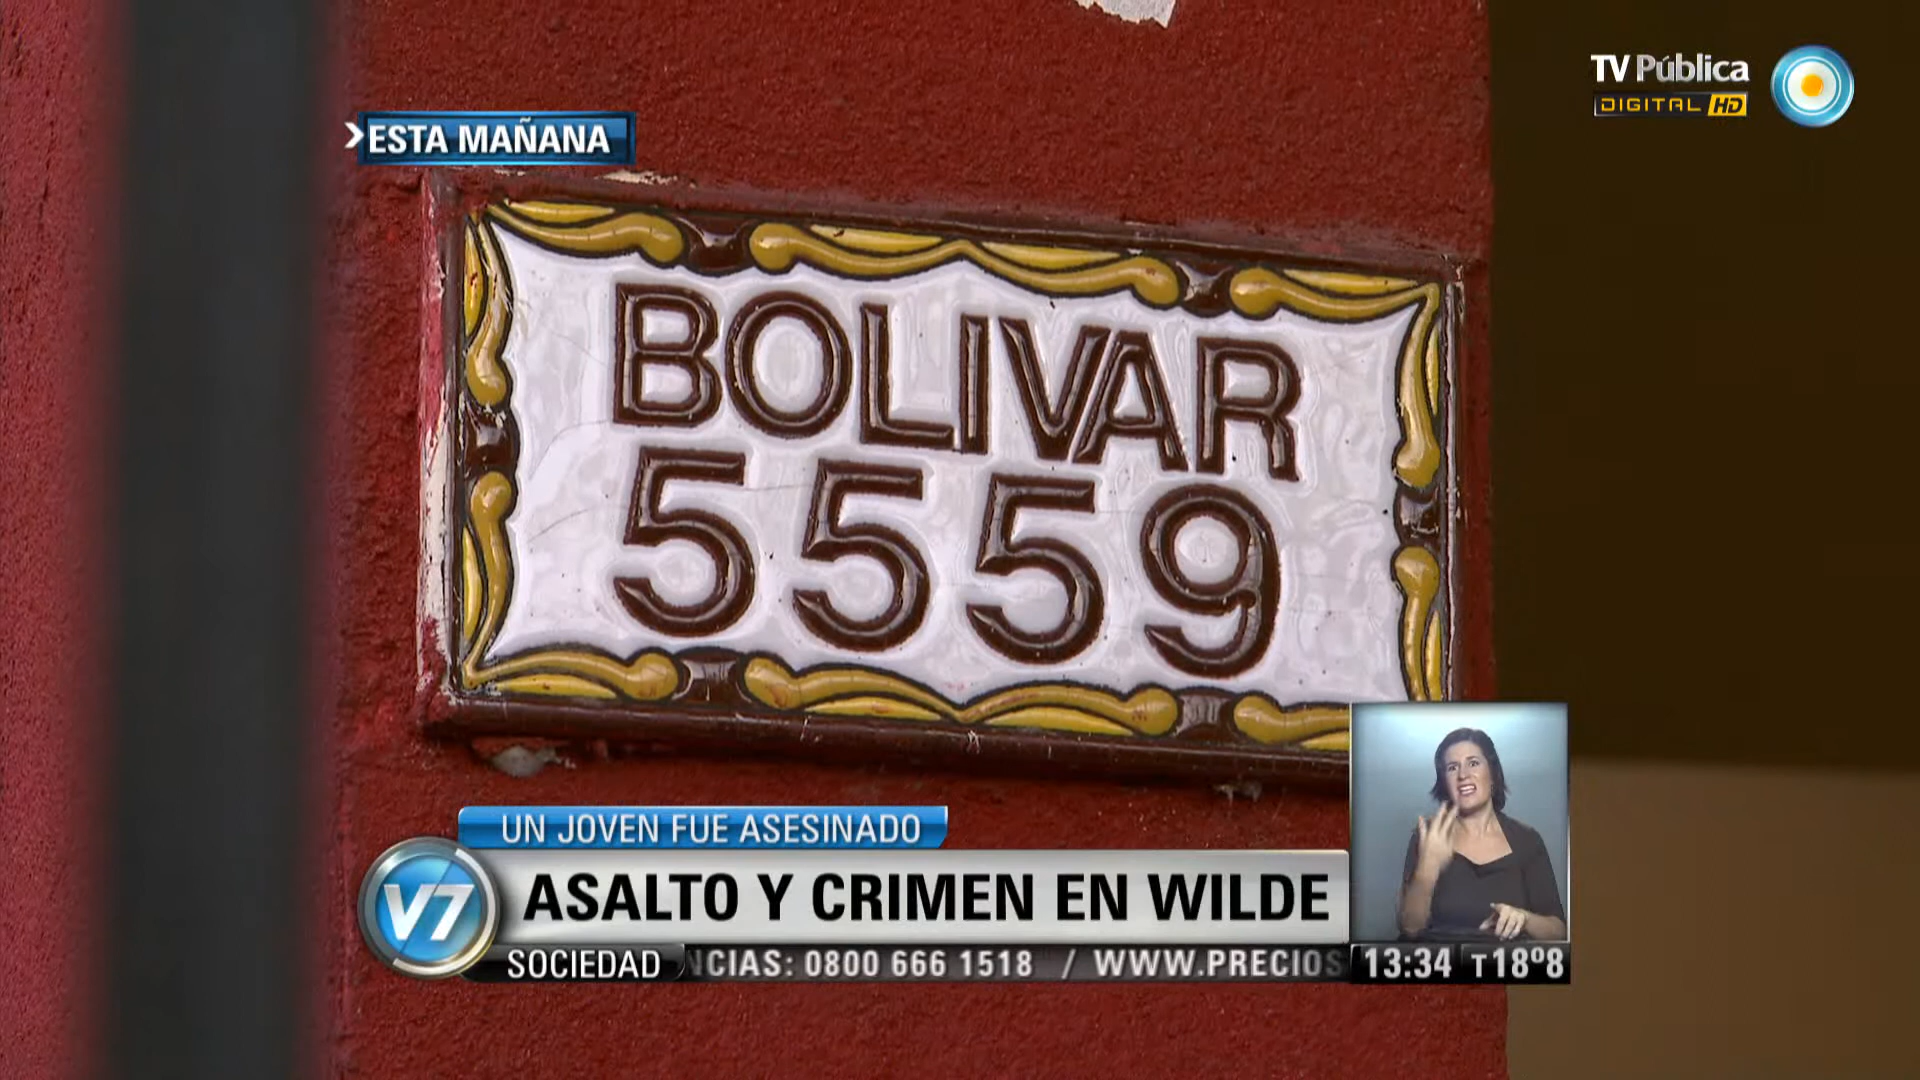 TV Pública
DIGITAL HD
ESTA MAÑANA
BOLIVAR
5559
UN JOVEN FUE ASESINADO
V7
ASALTO Y CRIMEN EN WILDE
SOCIEDAD
NCIAS: 0800 666 1518 / WWW.PRECIOS
13:34 T18º8